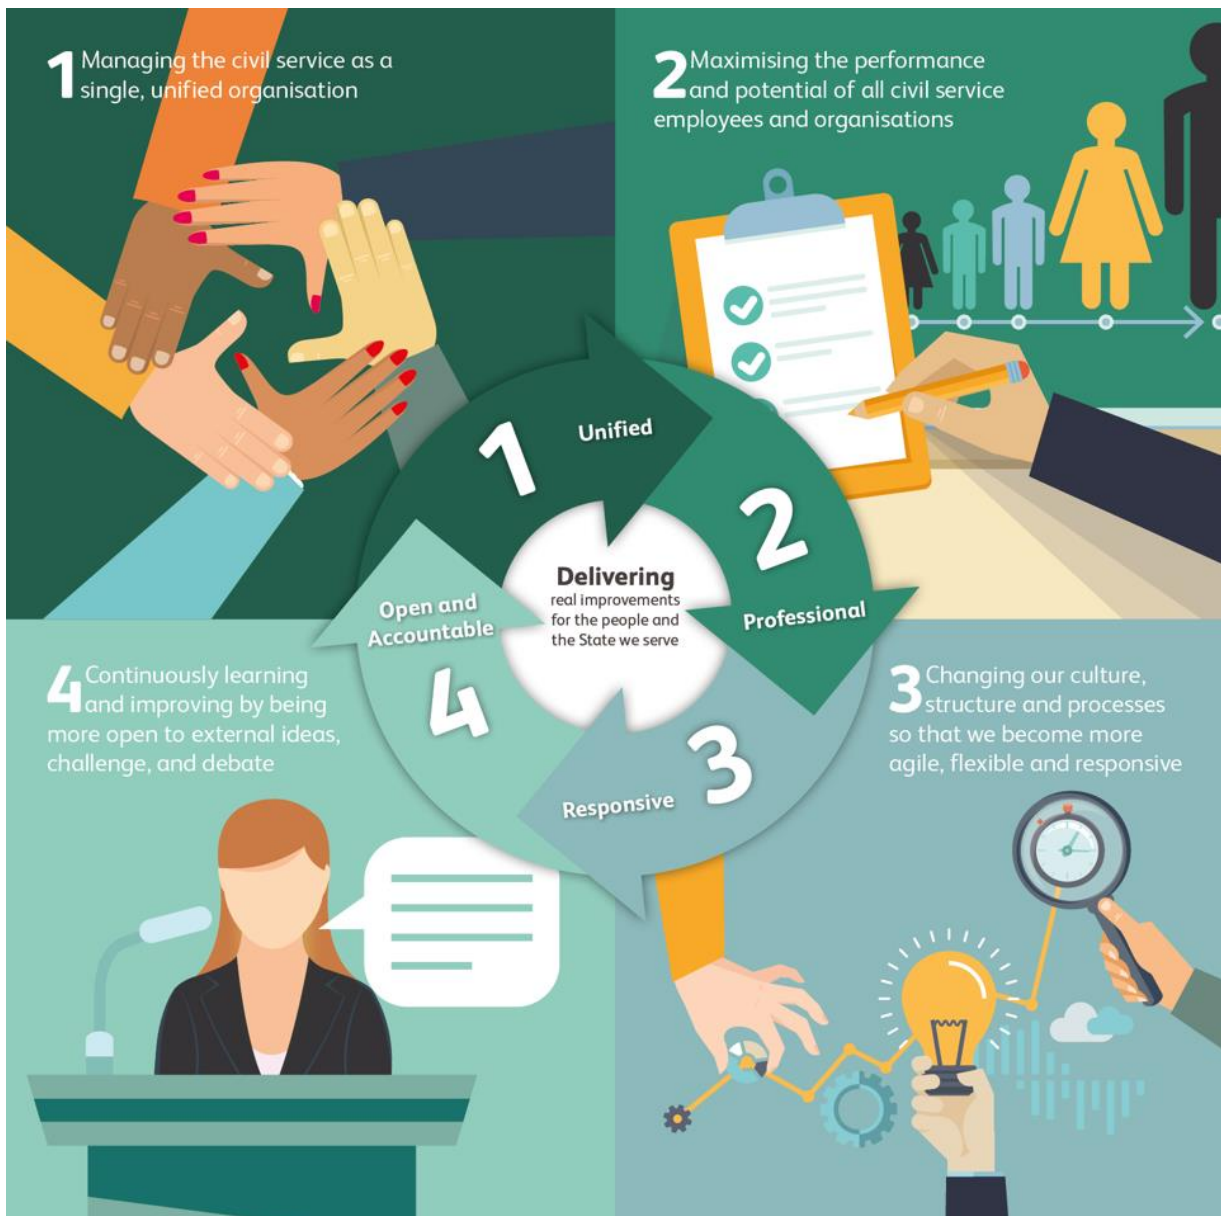 1 Managing the civil service as a
single, unified organisation
2 Maximising the performance
and potential of all civil service
employees and organisations
1 Unified
2
Professional
Delivering
real improvements
for the people and
the State we serve
Open and
Accountable
4
3
Responsive
4 Continuously learning
and improving by being
more open to external ideas,
challenge, and debate
3 Changing our culture,
structure and processes
so that we become more
agile, flexible and responsive